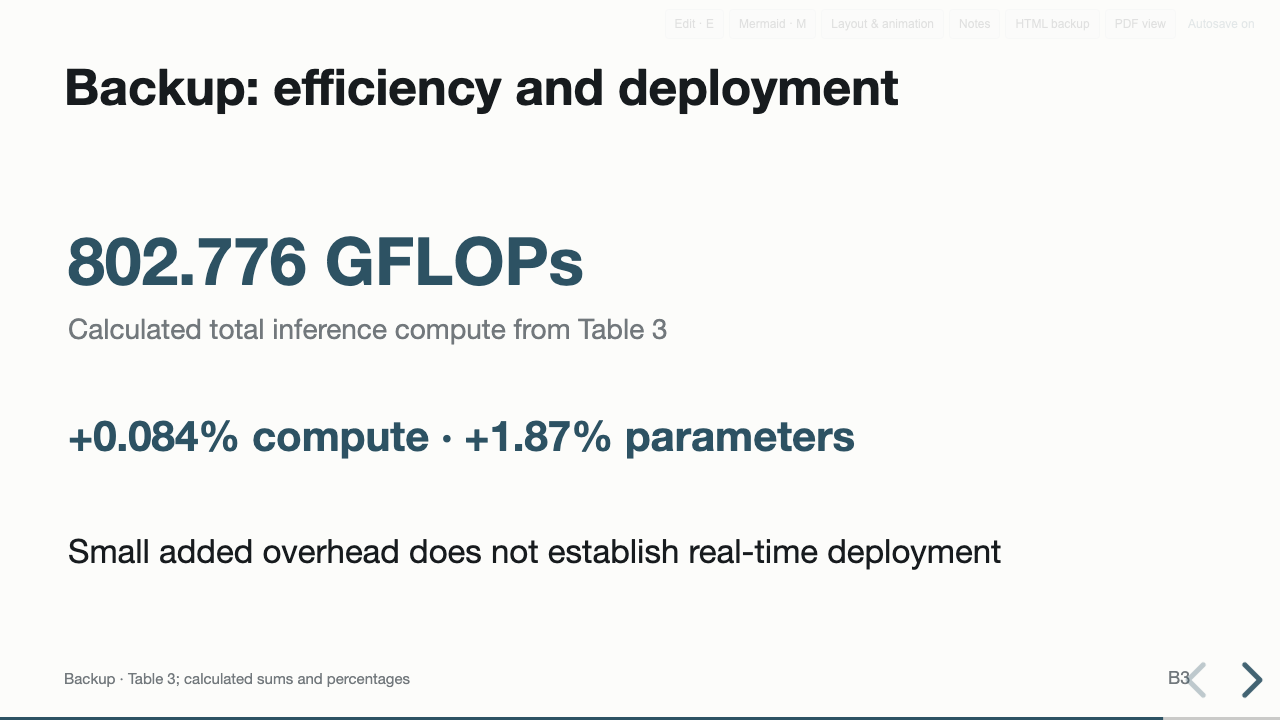 Edit · E Mermaid · M Layout & animation Notes HTML backup PDF view Autosave on
Backup: efficiency and deployment
802.776 GFLOPs
Calculated total inference compute from Table 3
+0.084% compute · +1.87% parameters
Small added overhead does not establish real-time deployment
Backup · Table 3; calculated sums and percentages
B3